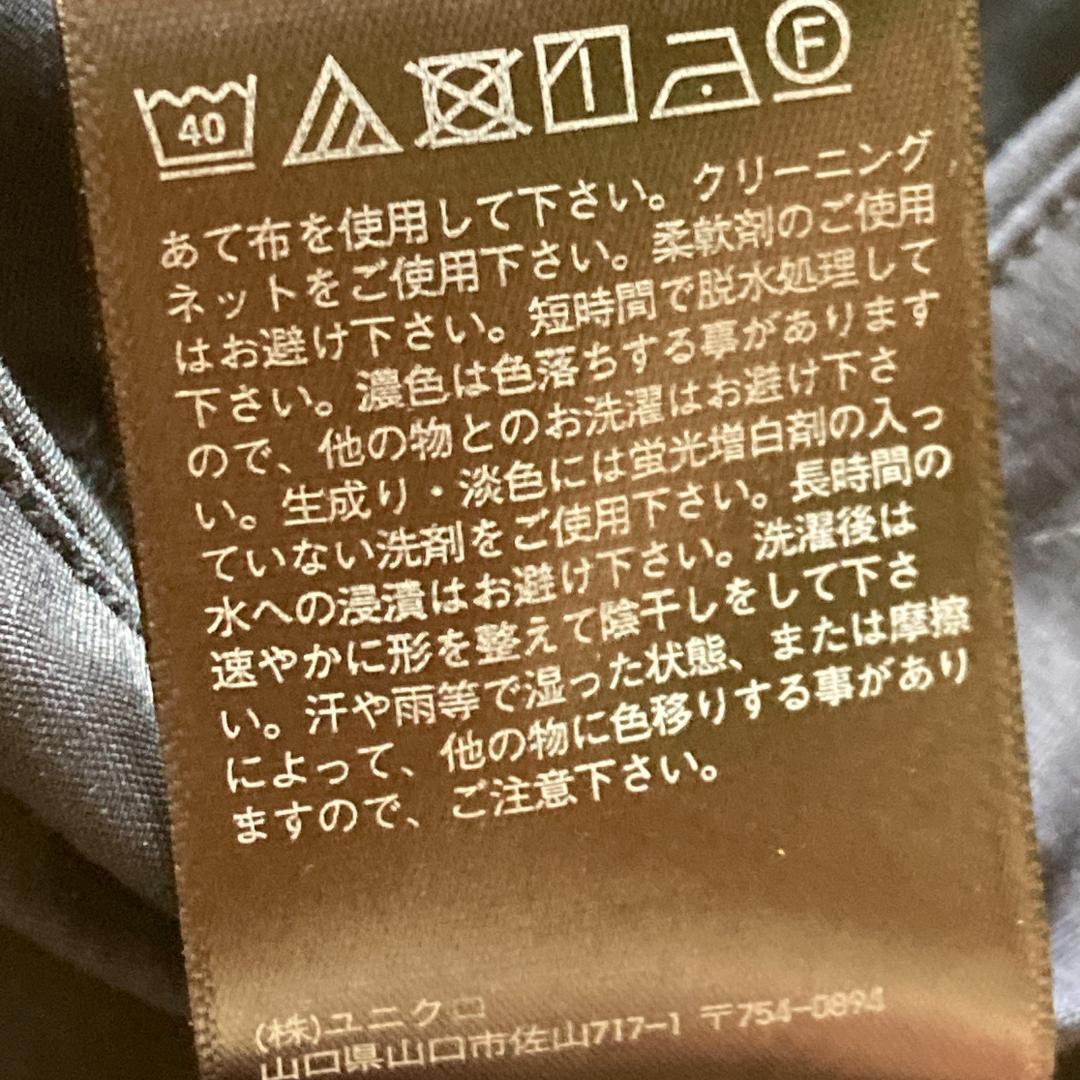 40
F
あて布を使用して下さい。クリーニング
ネットをご使用下さい。柔軟剤のご使用
はお避け下さい。短時間で脱水処理して
下さい。濃色は色落ちする事があります
ので、他の物とのお洗濯はお避け下さ
い。生成り・淡色には蛍光増白剤の入っ
ていない洗剤をご使用下さい。長時間の
水への浸漬はお避け下さい。洗濯後は
速やかに形を整えて陰干しをして下さ
い。汗や雨等で湿った状態、または摩擦
によって、他の物に色移りする事があり
ますので、ご注意下さい。
(株)ユニクロ
山口県山口市佐山717-1 〒754-0894